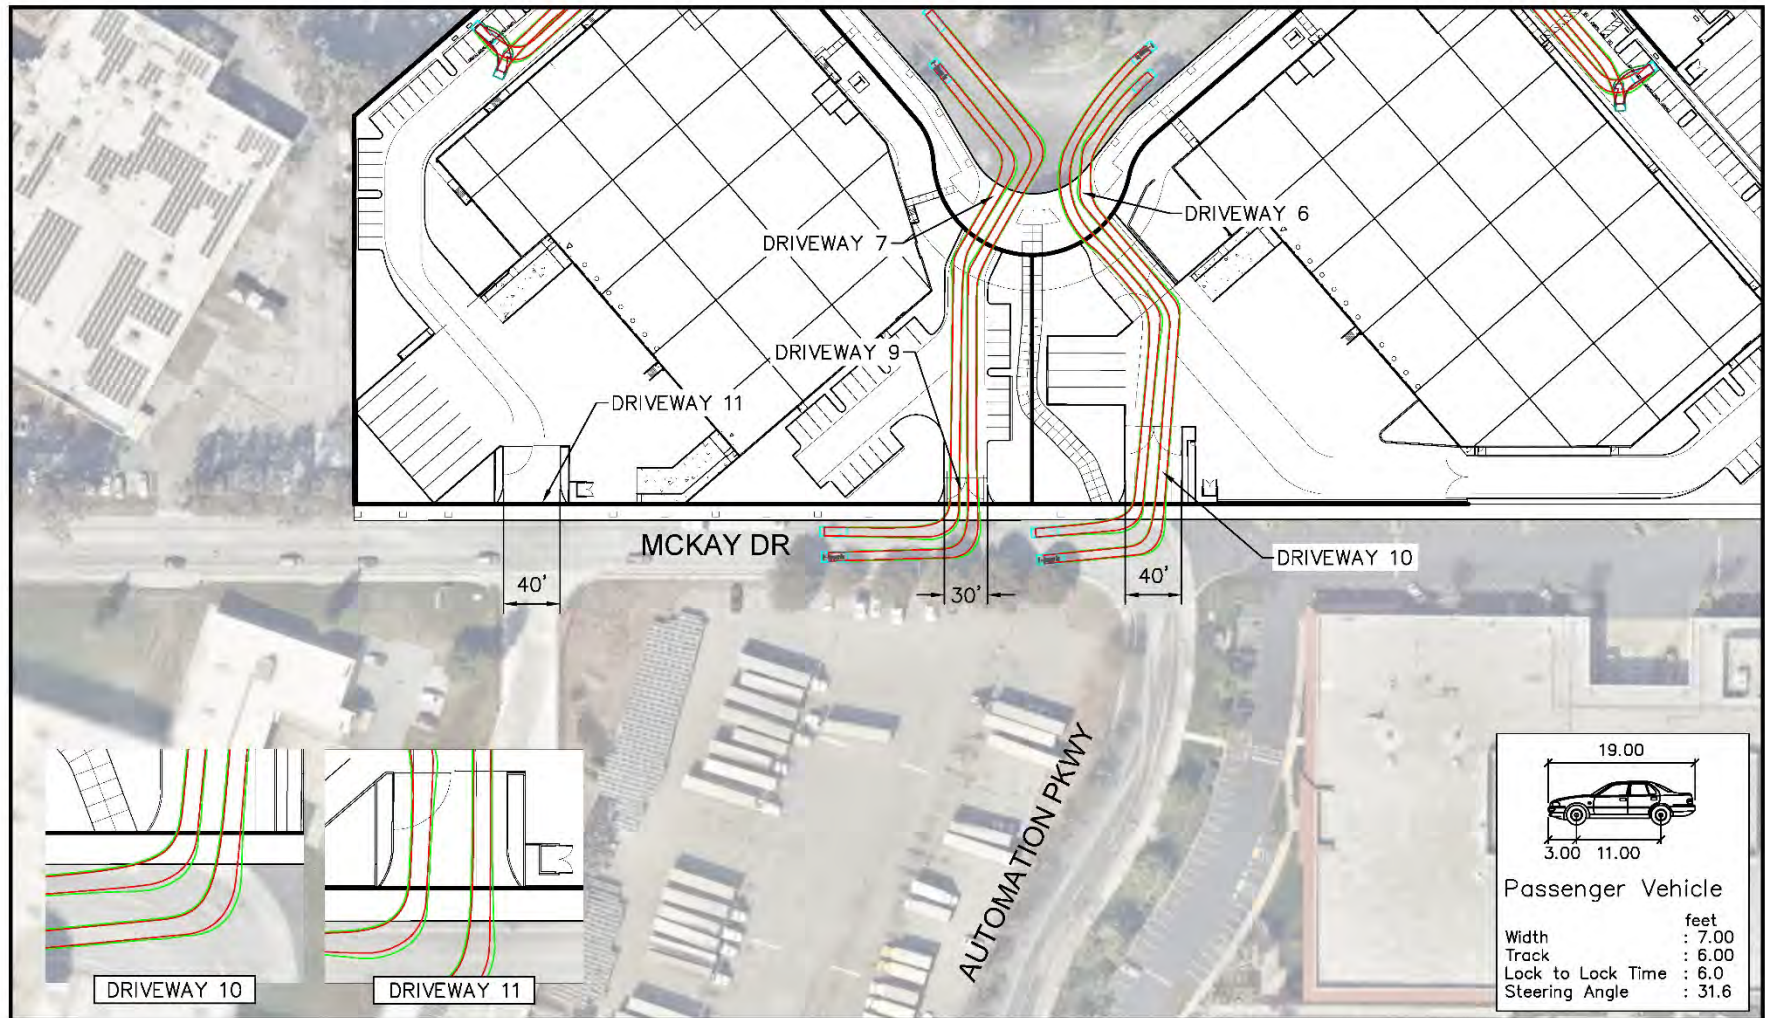 T
T
DRIVEWAY 6
DRIVEWAY 7
DRIVEWAY 9
DRIVEWAY 11
MCKAY DR
DRIVEWAY 10
40'
30'
40'
AUTOMATION PKWY
DRIVEWAY 10
DRIVEWAY 11
19.00
3.00 11.00
Passenger Vehicle
feet
Width : 7.00
Track : 6.00
Lock to Lock Time : 6.0
Steering Angle : 31.6